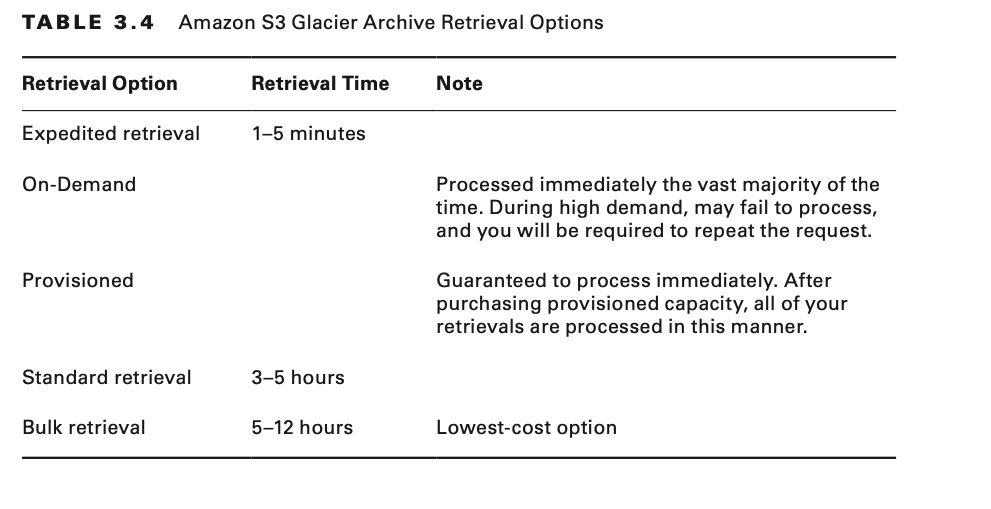 TABLE 3.4 Amazon S3 Glacier Archive Retrieval Options
Retrieval Option Retrieval Time Note
Expedited retrieval 1–5 minutes
On-Demand Processed immediately the vast majority of the
time. During high demand, may fail to process,
and you will be required to repeat the request.
Provisioned Guaranteed to process immediately. After
purchasing provisioned capacity, all of your
retrievals are processed in this manner.
Standard retrieval 3–5 hours
Bulk retrieval 5–12 hours Lowest-cost option